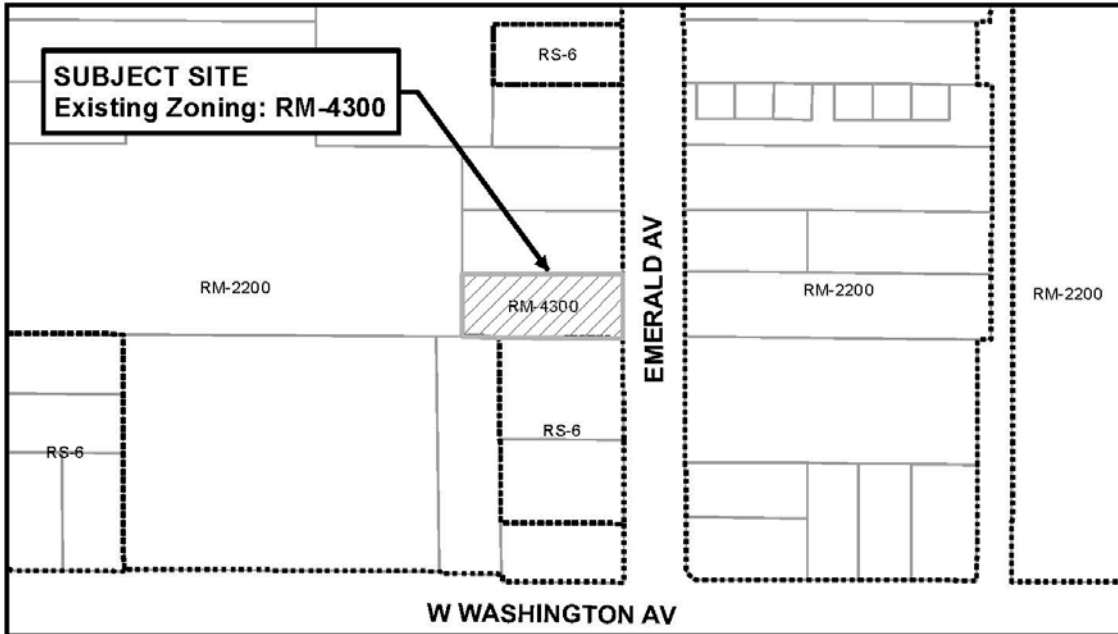 RS-6
SUBJECT SITE
Existing Zoning: RM-4300
EMERALD AV
RM-2200
RM-4300
RM-2200
RM-2200
RS-6
RS-6
W WASHINGTON AV